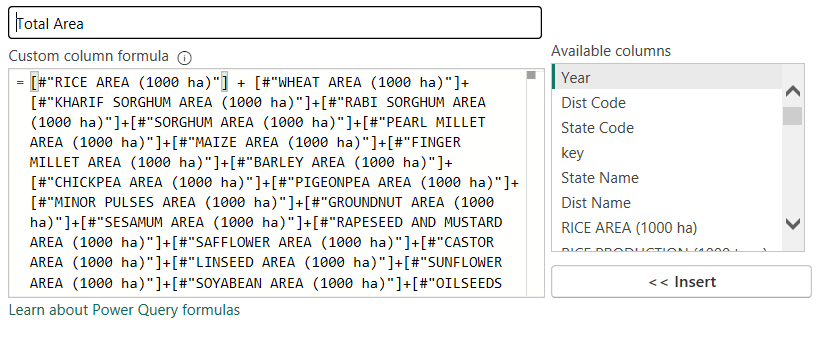 Total Area
Custom column formula
= [#"RICE AREA (1000 ha)"] + [#"WHEAT AREA (1000 ha)"]+
[#"KHARIF SORGHUM AREA (1000 ha)"]+[#"RABI SORGHUM AREA
(1000 ha)"]+[#"SORGHUM AREA (1000 ha)"]+[#"PEARL MILLET
AREA (1000 ha)"]+[#"MAIZE AREA (1000 ha)"]+[#"FINGER
MILLET AREA (1000 ha)"]+[#"BARLEY AREA (1000 ha)"]+
[#"CHICKPEA AREA (1000 ha)"]+[#"PIGEONPEA AREA (1000 ha)"]+
[#"MINOR PULSES AREA (1000 ha)"]+[#"GROUNDNUT AREA (1000
ha)"]+[#"SESAMUM AREA (1000 ha)"]+[#"RAPESEED AND MUSTARD
AREA (1000 ha)"]+[#"SAFFLOWER AREA (1000 ha)"]+[#"CASTOR
AREA (1000 ha)"]+[#"LINSEED AREA (1000 ha)"]+[#"SUNFLOWER
AREA (1000 ha)"]+[#"SOYABEAN AREA (1000 ha)"]+[#"OILSEEDS
Learn about Power Query formulas
Available columns
Year
Dist Code
State Code
key
State Name
Dist Name
RICE AREA (1000 ha)
RICE PRODUCTION (1000
<< Insert